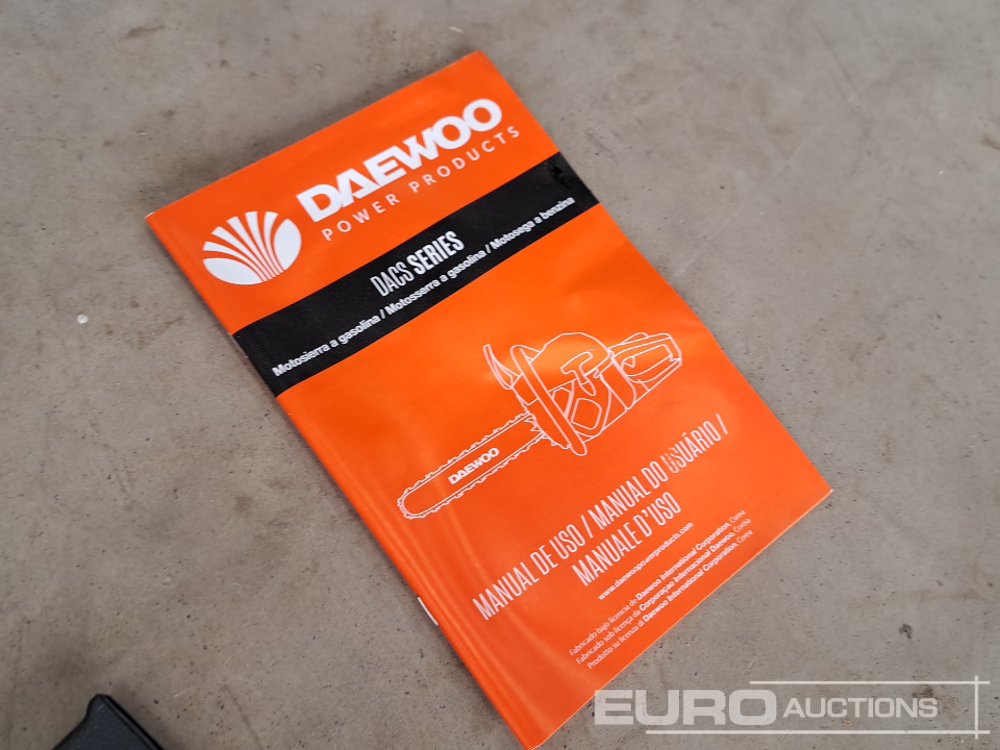 DAEWOO
POWER PRODUCTS
DACS SERIES
Motosierra a gasolina / Motosserra a gasolina / Motosega a benzina
DAEWOO
MANUAL DE USO / MANUAL DO USUÁRIO /
MANUALE D'USO
www.daewoopowerproducts.com
Fabricado bajo licencia de Daewoo International Corporation, Corea
Fabricado sob licença da Corporaçao Internacional Daewoo, Coréia
Prodotto su licenza di Daewoo International Corporation, Corea
EURO AUCTIONS